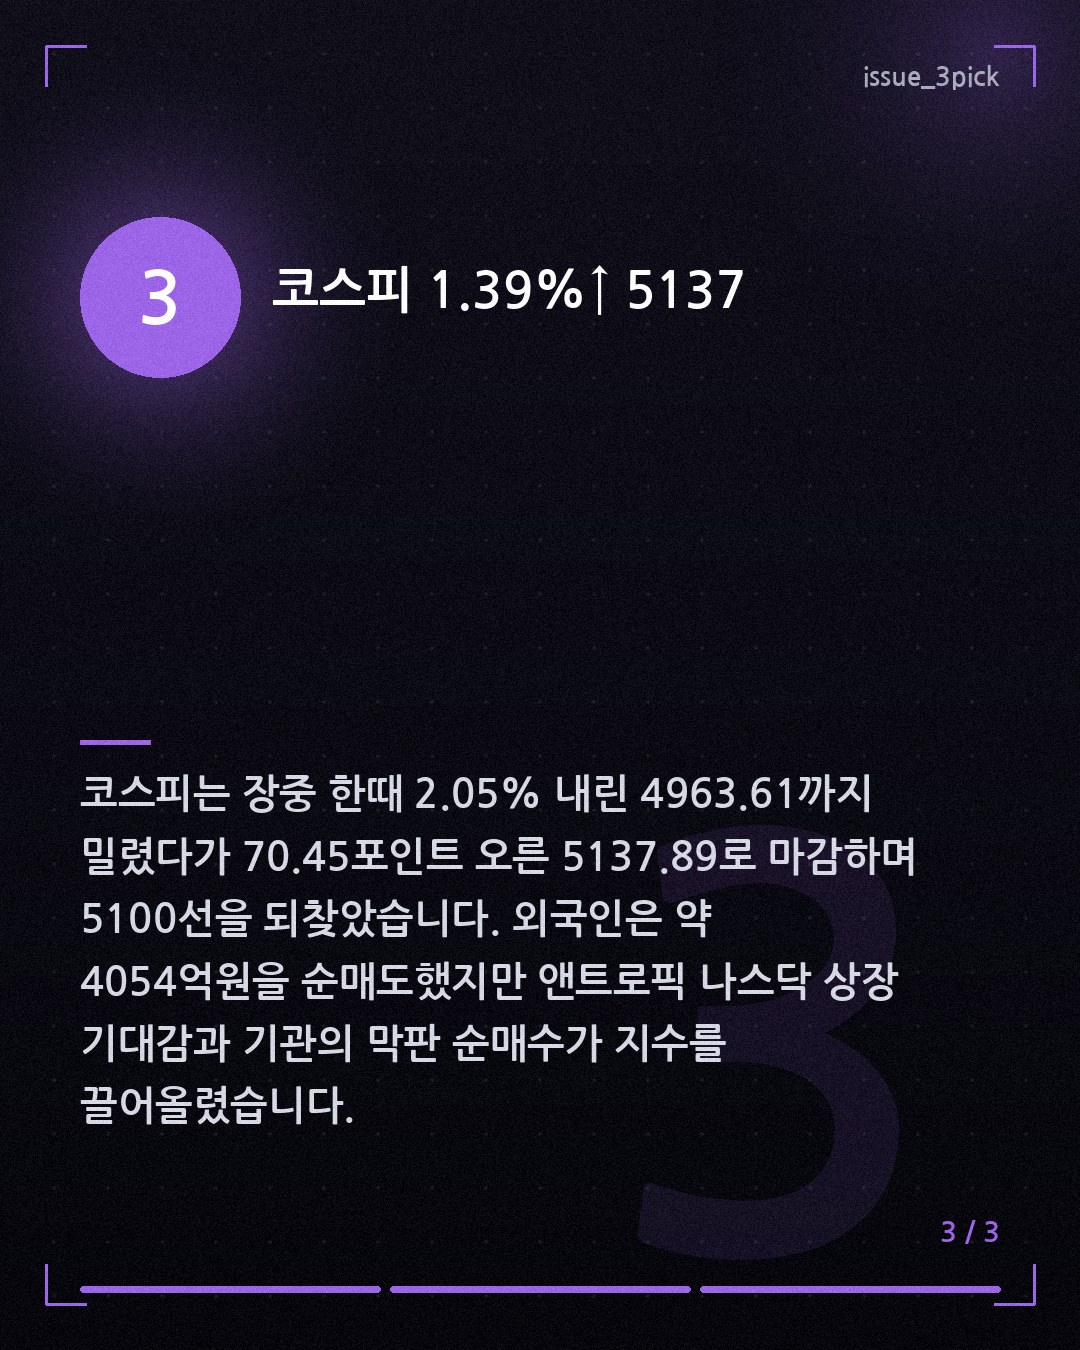 issue_3pick
3
코스피 1.39%↑ 5137
코스피는 장중 한때 2.05% 내린 4963.61까지
밀렸다가 70.45포인트 오른 5137.89로 마감하며
5100선을 되찾았습니다. 외국인은 약
4054억원을 순매도했지만 앤트로픽 나스닥 상장
기대감과 기관의 막판 순매수가 지수를
끌어올렸습니다.
3
3 / 3